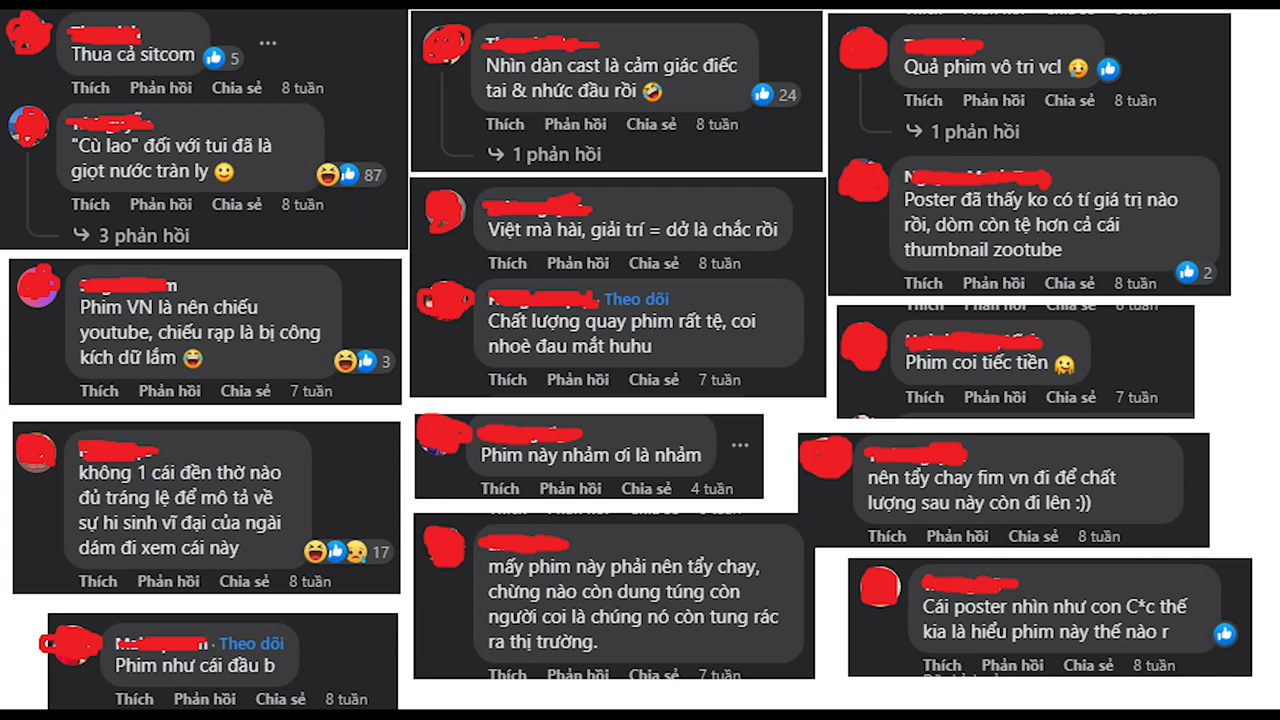 Thua cả sitcom
5
Thích Phản hồi Chia sẻ 8 tuần
"Cù lao" đối với tui đã là
giọt nước tràn ly
87
Thích Phản hồi Chia sẻ 8 tuần
3 phản hồi
Phim VN là nên chiếu
youtube, chiếu rạp là bị công
kích dữ lắm
3
Thích Phản hồi Chia sẻ 7 tuần
không 1 cái đền thờ nào
đủ tráng lệ để mô tả về
sự hi sinh vĩ đại của ngài
dám đi xem cái này
17
Thích Phản hồi Chia sẻ 8 tuần
Theo dõi
Phim như cái đầu b
Thích Phản hồi Chia sẻ 8 tuần
Nhìn dàn cast là cảm giác điếc
tai & nhức đầu rồi
24
Thích Phản hồi Chia sẻ 8 tuần
1 phản hồi
Việt mà hài, giải trí = dở là chắc rồi
Thích Phản hồi Chia sẻ 8 tuần
Theo dõi
Chất lượng quay phim rất tệ, coi
nhoè đau mắt huhu
Thích Phản hồi Chia sẻ 7 tuần
Phim này nhảm ơi là nhảm
Thích Phản hồi Chia sẻ 4 tuần
mấy phim này phải nên tẩy chay,
chừng nào còn dung túng còn
người coi là chúng nó còn tung rác
ra thị trường.
Thích Phản hồi Chia sẻ 7 tuần
Thích Phản hồi Chia sẻ 8 tuần
Quả phim vô tri vcl
Thích Phản hồi Chia sẻ 8 tuần
1 phản hồi
Poster đã thấy ko có tí giá trị nào
rồi, dòm còn tệ hơn cả cái
thumbnail zootube
2
Thích Phản hồi Chia sẻ 8 tuần
Thích Phản hồi Chia sẻ 8 tuần
Phim coi tiếc tiền
Thích Phản hồi Chia sẻ 7 tuần
nên tẩy chay fim vn đi để chất
lượng sau này còn đi lên :))
Thích Phản hồi Chia sẻ 8 tuần
Cái poster nhìn như con C*c thế
kia là hiểu phim này thế nào r
Thích Phản hồi Chia sẻ 8 tuần